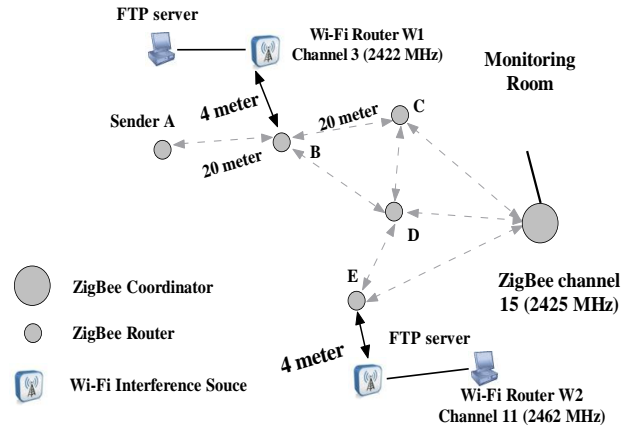 FTP server
Wi-Fi Router W1
Channel 3 (2422 MHz)
Monitoring
Room
4 meter
Sender A
20 meter
C
B
20 meter
D
E
ZigBee Coordinator
ZigBee channel
15 (2425 MHz)
ZigBee Router
FTP server
4 meter
Wi-Fi Interference Souce
Wi-Fi Router W2
Channel 11 (2462 MHz)